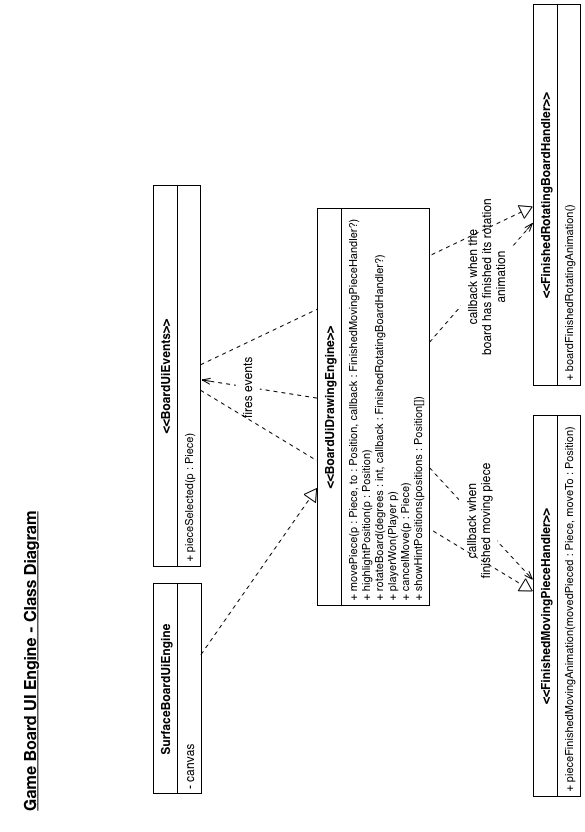 Game Board UI Engine - Class Diagram
SurfaceBoardUiEngine
- canvas
<<BoardUiEvents>>
+ pieceSelected(p : Piece)
fires events
<<BoardUiDrawingEngine>>
+ movePiece(p : Piece, to : Position, callback : FinishedMovingPieceHandler?)
+ highlightPosition(p : Position)
+ rotateBoard(degrees : int, callback : FinishedRotatingBoardHandler?)
+ playerWon(Player p)
+ cancelMove(p : Piece)
+ showHintPositions(positions : Position[])
callback when
finished moving piece
callback when the
board has finished its rotation
animation
<<FinishedMovingPieceHandler>>
+ pieceFinishedMovingAnimation(movedPieced : Piece, moveTo : Position)
<<FinishedRotatingBoardHandler>>
+ boardFinishedRotatingAnimation()